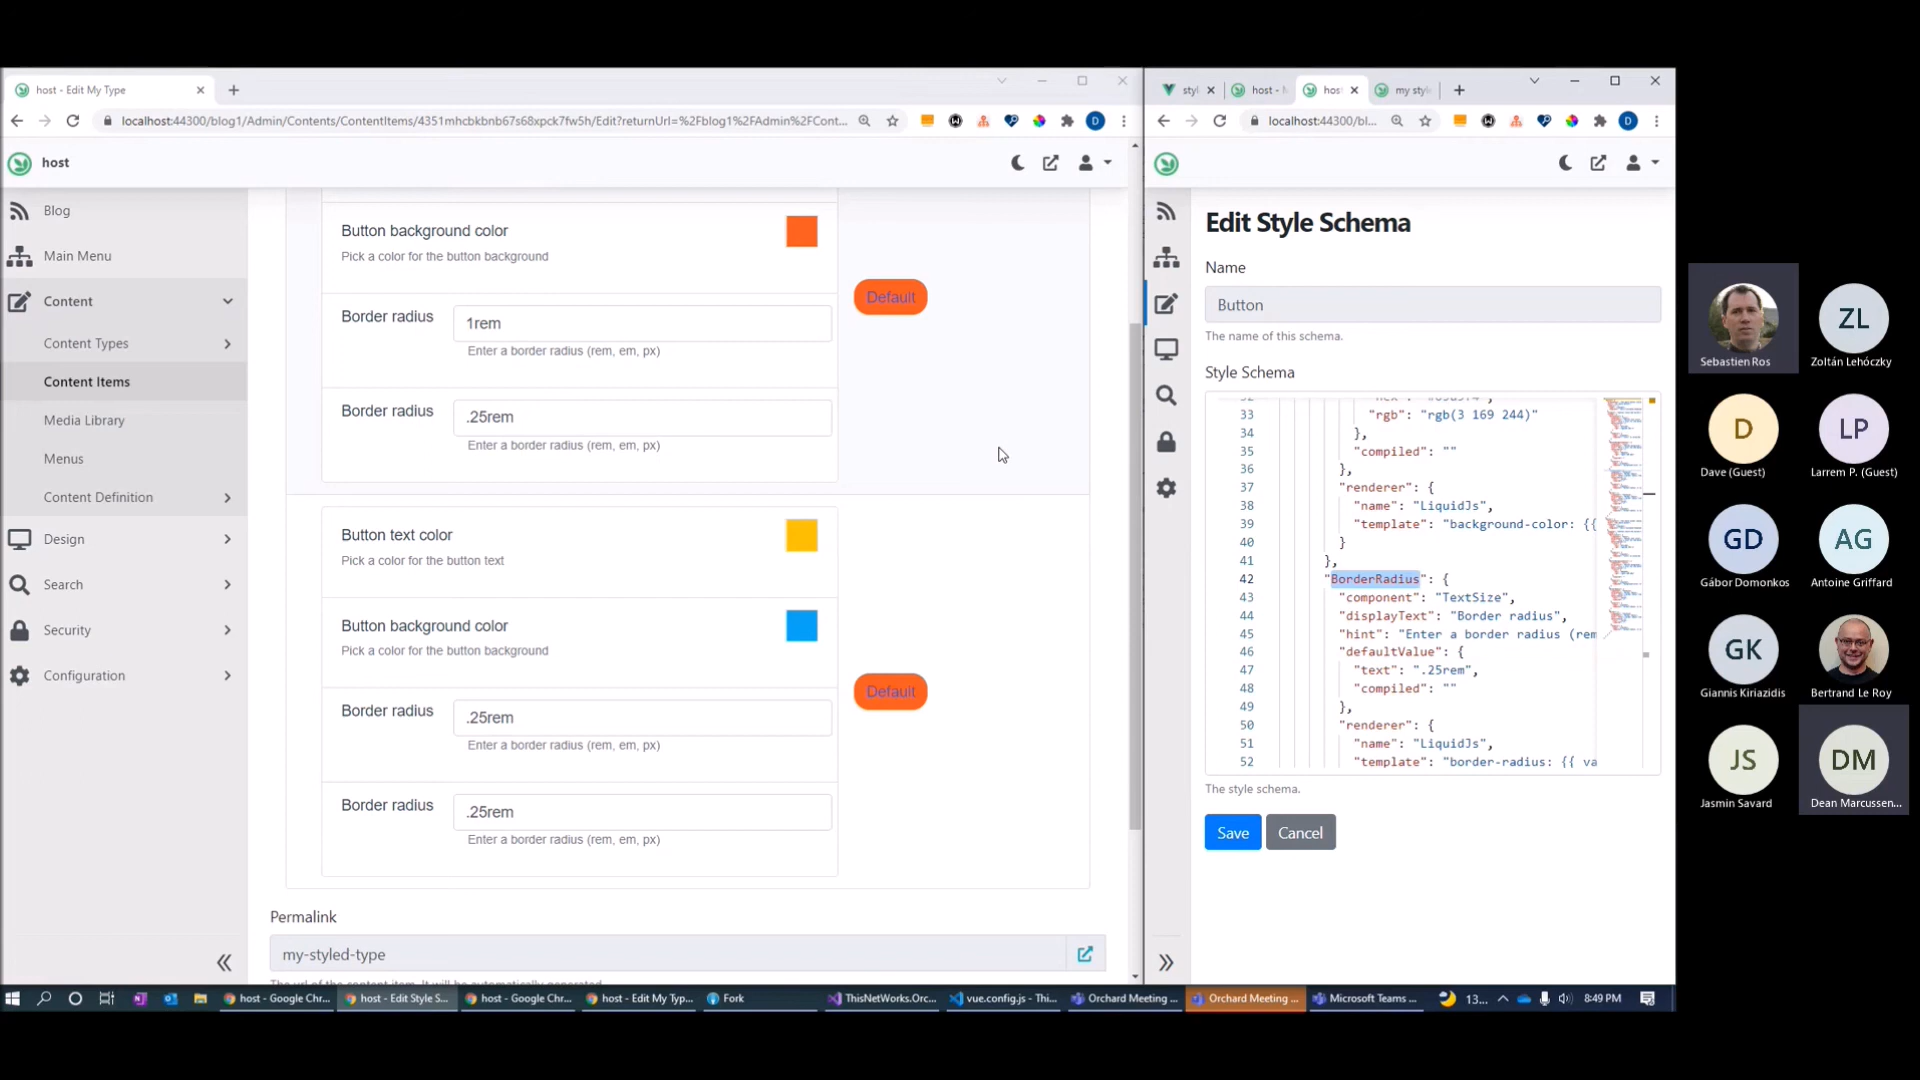 host - Edit My Type
localhost:44300/blog1/Admin/Contents/ContentItems/4351mhcbkbnb67s68xpck7fw5h/Edit?returnUrl=%2Fblog1%2FAdmin%2FCont...
D
host
Blog
Main Menu
Content
Content Types
Content Items
Media Library
Menus
Content Definition
Design
Search
Security
Configuration
Button background color
Pick a color for the button background
Border radius
1rem
Enter a border radius (rem, em, px)
Border radius
.25rem
Enter a border radius (rem, em, px)
Default
Button text color
Pick a color for the button text
Button background color
Pick a color for the button background
Border radius
.25rem
Enter a border radius (rem, em, px)
Border radius
.25rem
Enter a border radius (rem, em, px)
Default
Permalink
my-styled-type
styl
host - M
host
my style
localhost:44300/bl...
D
Edit Style Schema
Name
Button
The name of this schema.
Style Schema
33 "rgb": "rgb(3 169 244)"
34 },
35 "compiled": ""
36 },
37 "renderer": {
38 "name": "LiquidJs",
39 "template": "background-color: {{
40 }
41 },
42 "BorderRadius": {
43 "component": "TextSize",
44 "displayText": "Border radius",
45 "hint": "Enter a border radius (rem
46 "defaultValue": {
47 "text": ".25rem",
48 "compiled": ""
49 },
50 "renderer": {
51 "name": "LiquidJs",
52 "template": "border-radius: {{ va
The style schema.
Save
Cancel
Sebastien Ros
ZL
Zoltán Lehóczky
D
Dave (Guest)
LP
Larrem P. (Guest)
GD
Gábor Domonkos
AG
Antoine Griffard
GK
Giannis Kiriazidis
Bertrand Le Roy
JS
Jasmin Savard
DM
Dean Marcussen...
host - Google Chr...
host - Edit Style S...
host - Google Chr...
host - Edit My Typ...
Fork
ThisNetWorks.Orc...
vue.config.js - Thi...
Orchard Meeting ...
Orchard Meeting ...
Microsoft Teams ...
13...
8:49 PM